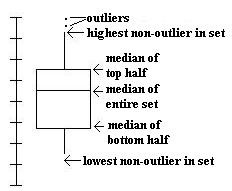 outliers
highest non-outlier in set
median of
top half
median of
entire set
median of
bottom half
lowest non-outlier in set